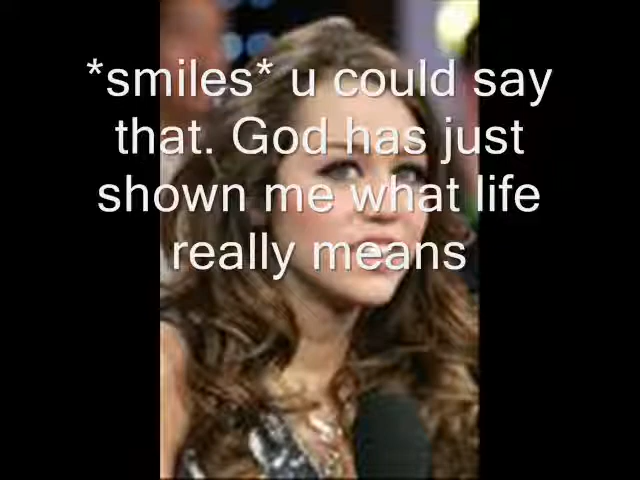 *smiles* u could say
that. God has just
shown me what life
really means